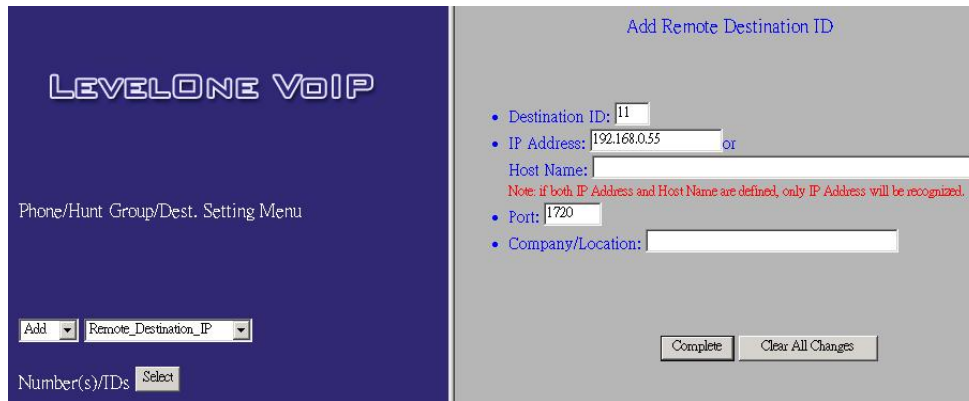 LEVELONE VOIP
Phone/Hunt Group/Dest. Setting Menu
Add Remote_Destination_IP
Number(s)/IDs Select
Add Remote Destination ID
• Destination ID: 11
• IP Address: 192.168.0.55 or
Host Name:
Note: if both IP Address and Host Name are defined, only IP Address will be recognized.
• Port: 1720
• Company/Location:
Complete Clear All Changes